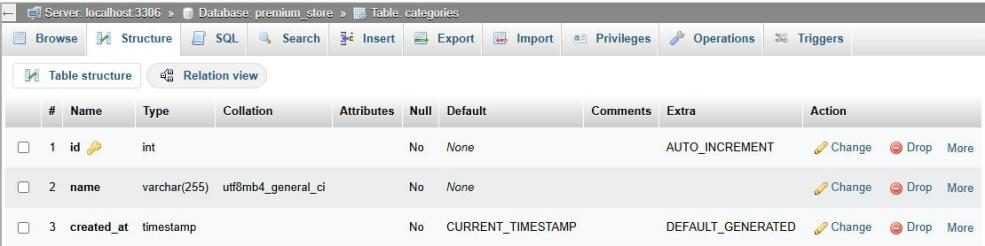 Server: localhost:3306 » Database: premium_store » Table: categories
Browse Structure SQL Search Insert Export Import Privileges Operations Triggers
Table structure Relation view
# Name Type Collation Attributes Null Default Comments Extra Action
1 id int No None AUTO_INCREMENT Change Drop More
2 name varchar(255) utf8mb4_general_ci No None Change Drop More
3 created_at timestamp No CURRENT_TIMESTAMP DEFAULT_GENERATED Change Drop More